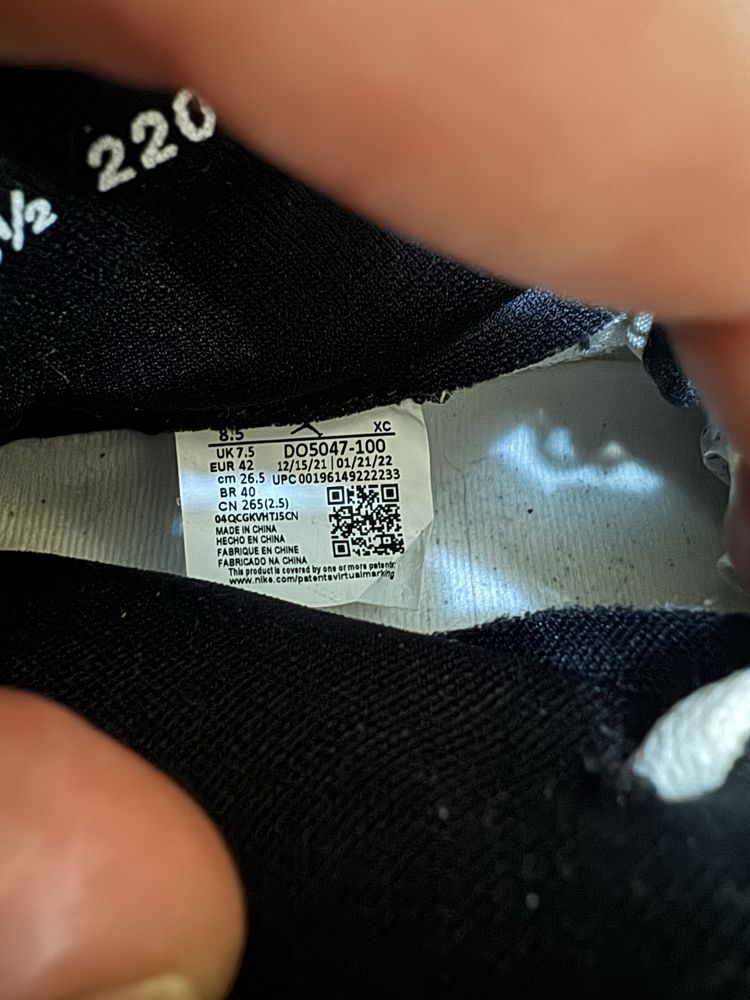 220
1/2
8.5 XC
UK 7.5 DO5047-100
EUR 42 12/15/21 | 01/21/22
cm 26.5 UPC 00196149222233
BR 40
CN 265(2.5)
04QCGKVHTJ5CN
MADE IN CHINA
HECHO EN CHINA
FABRIQUE EN CHINE
FABRICADO NA CHINA
This product is covered by one or more patents:
www.nike.com/patentsvirtualmarking